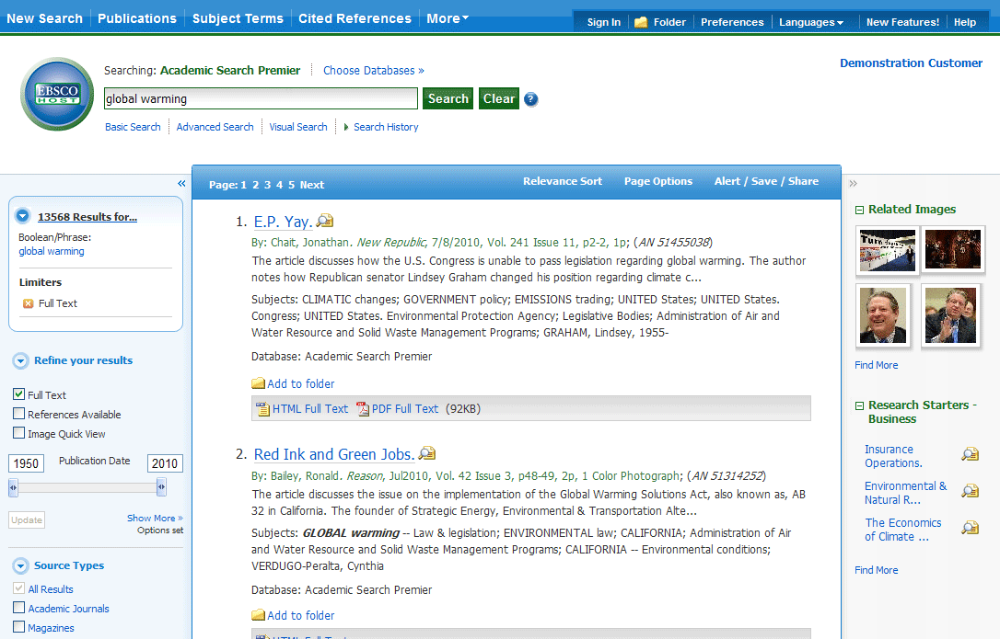 New Search Publications Subject Terms Cited References More
Sign In Folder Preferences Languages New Features! Help
Demonstration Customer
EBSCO
HOST
Searching: Academic Search Premier Choose Databases »
global warming Search Clear ?
Basic Search Advanced Search Visual Search Search History
«
13568 Results for...
Boolean/Phrase:
global warming
Limiters
Full Text
Refine your results
Full Text
References Available
Image Quick View
1950 Publication Date 2010
Update
Show More »
Options set
Source Types
All Results
Academic Journals
Magazines
Page: 1 2 3 4 5 Next Relevance Sort Page Options Alert / Save / Share
1. E.P. Yay.
By: Chait, Jonathan. New Republic, 7/8/2010, Vol. 241 Issue 11, p2-2, 1p; (AN 51455038)
The article discusses how the U.S. Congress is unable to pass legislation regarding global warming. The author
notes how Republican senator Lindsey Graham changed his position regarding climate c...
Subjects: CLIMATIC changes; GOVERNMENT policy; EMISSIONS trading; UNITED States; UNITED States.
Congress; UNITED States. Environmental Protection Agency; Legislative Bodies; Administration of Air and
Water Resource and Solid Waste Management Programs; GRAHAM, Lindsey, 1955-
Database: Academic Search Premier
Add to folder
HTML Full Text PDF Full Text (92KB)
2. Red Ink and Green Jobs.
By: Bailey, Ronald. Reason, Jul2010, Vol. 42 Issue 3, p48-49, 2p, 1 Color Photograph; (AN 51314252)
The article discusses the issue on the implementation of the Global Warming Solutions Act, also known as, AB
32 in California. The founder of Strategic Energy, Environmental & Transportation Alte...
Subjects: GLOBAL warming -- Law & legislation; ENVIRONMENTAL law; CALIFORNIA; Administration of Air
and Water Resource and Solid Waste Management Programs; CALIFORNIA -- Environmental conditions;
VERDUGO-Peralta, Cynthia
Database: Academic Search Premier
Add to folder
HTML Full Text
»
Related Images
Turn
Find More
Research Starters -
Business
Insurance
Operations.
Environmental &
Natural R...
The Economics
of Climate ...
Find More